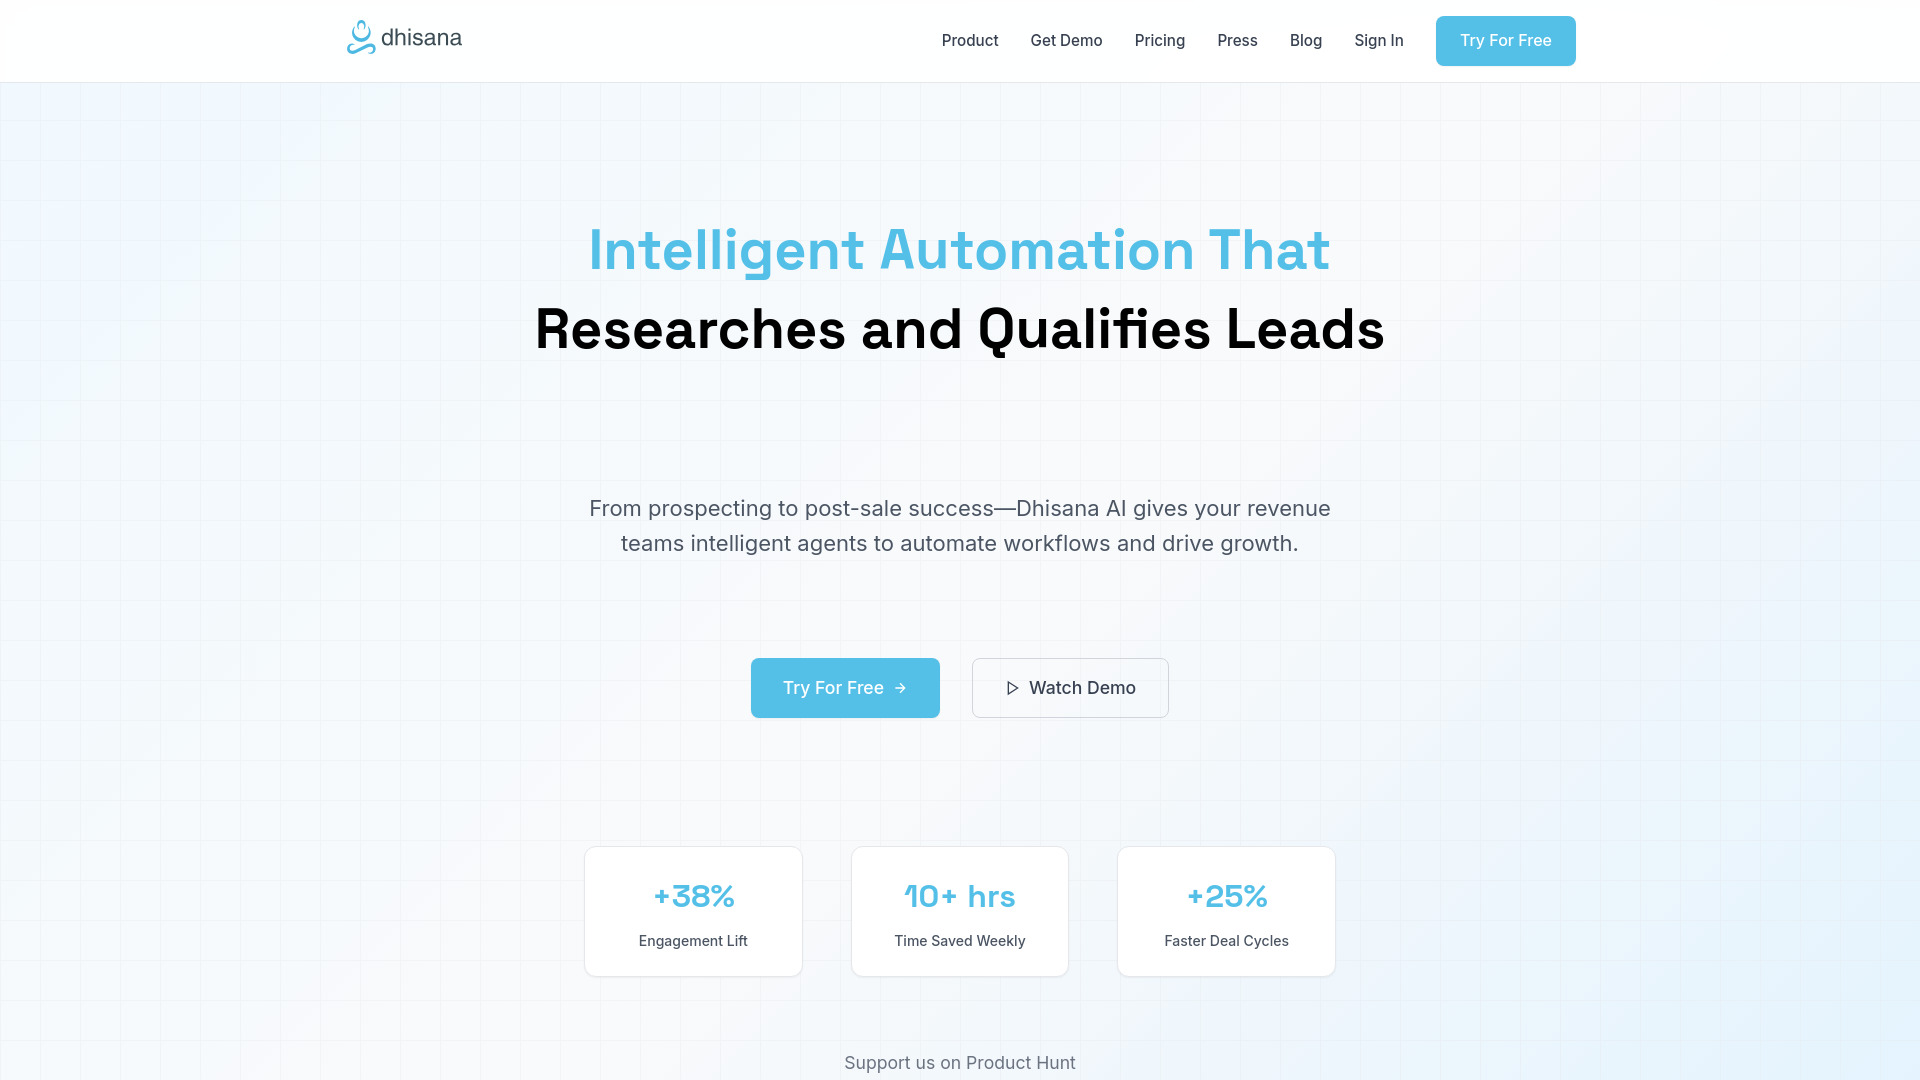 dhisana
Product
Get Demo
Pricing
Press
Blog
Sign In
Try For Free
Intelligent Automation That
Researches and Qualifies Leads
From prospecting to post-sale success—Dhisana AI gives your revenue
teams intelligent agents to automate workflows and drive growth.
Try For Free
Watch Demo
+38%
Engagement Lift
10+ hrs
Time Saved Weekly
+25%
Faster Deal Cycles
Support us on Product Hunt